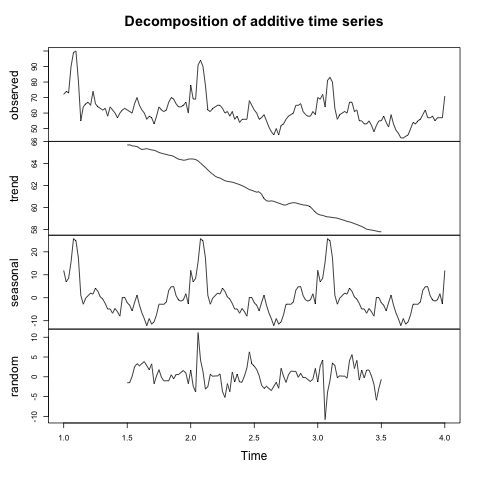 Decomposition of additive time series
observed
50 60 70 80 90
trend
58 60 62 64 66
seasonal
-10 0 10 20
random
-10 -5 0 5 10
1.0 1.5 2.0 2.5 3.0 3.5 4.0
Time